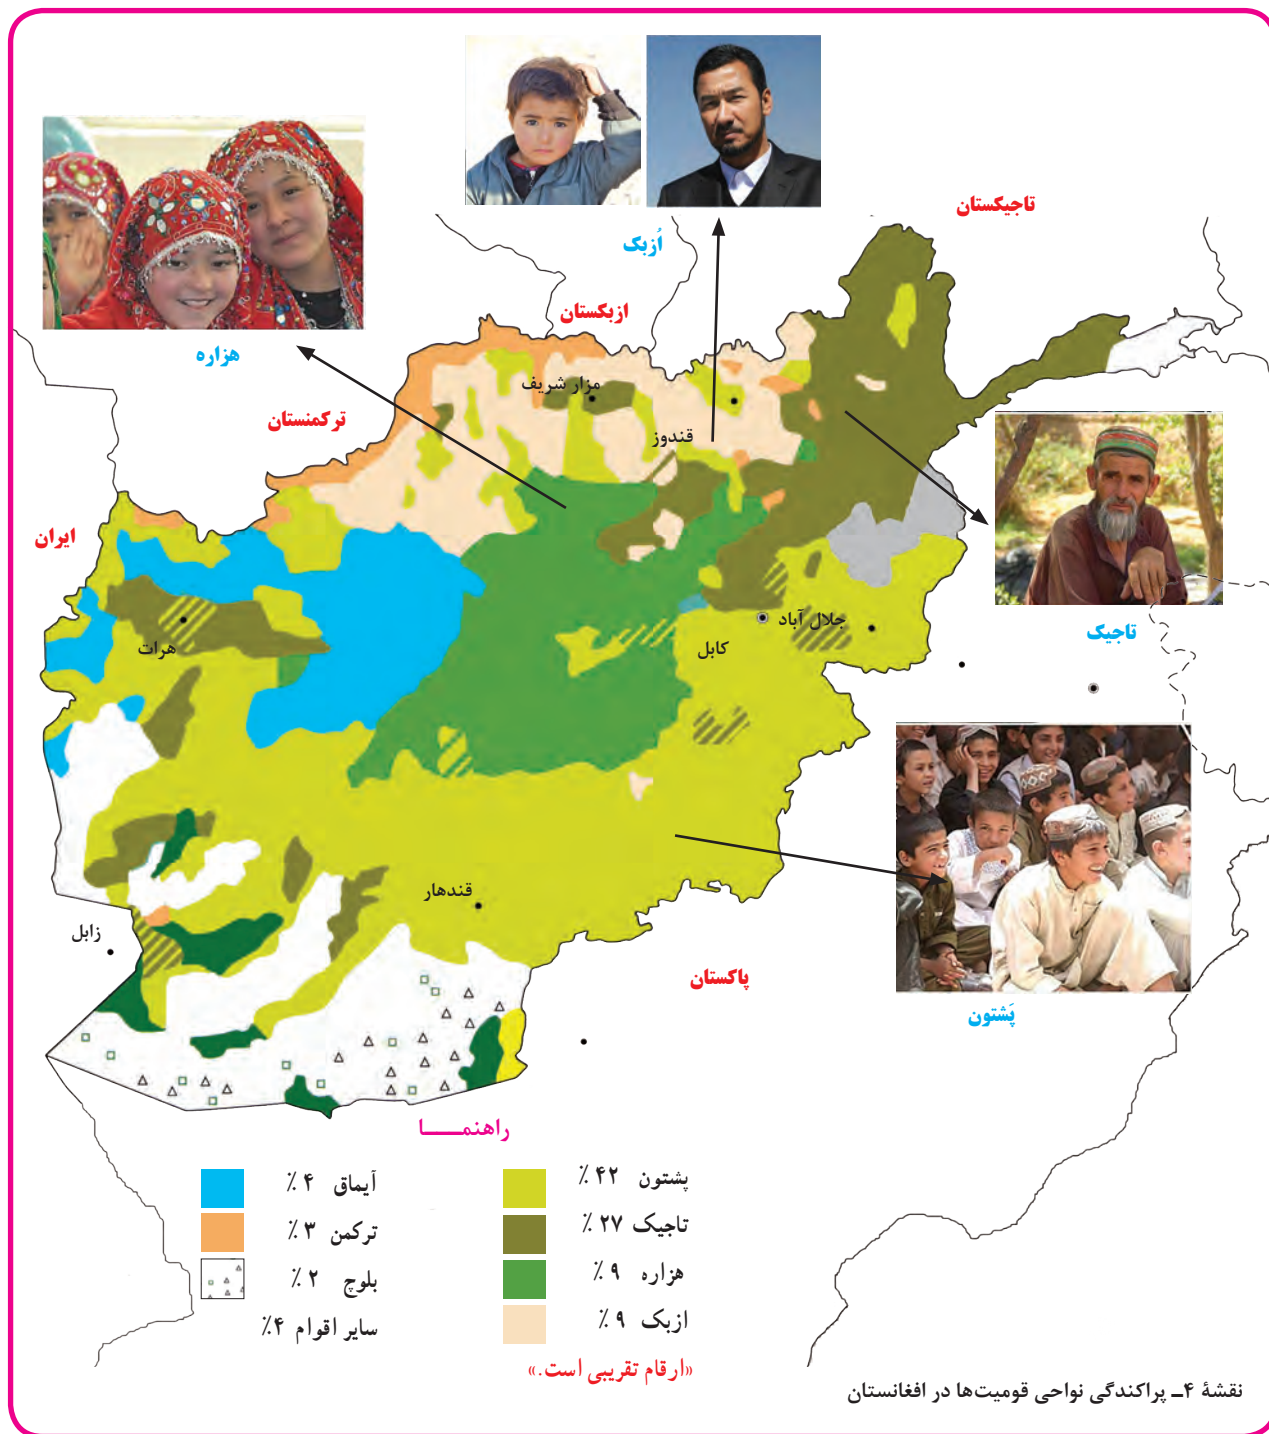 تاجیکستان
اُزبک
ازبکستان
هزاره
مزار شریف
ترکمنستان
قندوز
ایران
جلال آباد
تاجیک
کابل
هرات
قندهار
زابل
پاکستان
پَشتون
راهنمـــــا
پشتون ۴۲ ٪
تاجیک ۲۷ ٪
هزاره ۹ ٪
ازبک ۹ ٪
آیماق ۴ ٪
ترکمن ۳ ٪
بلوچ ۲ ٪
سایر اقوام ۴٪
«ارقام تقریبی است.»
نقشهٔ ۴ـ پراکندگی نواحی قومیت‌ها در افغانستان